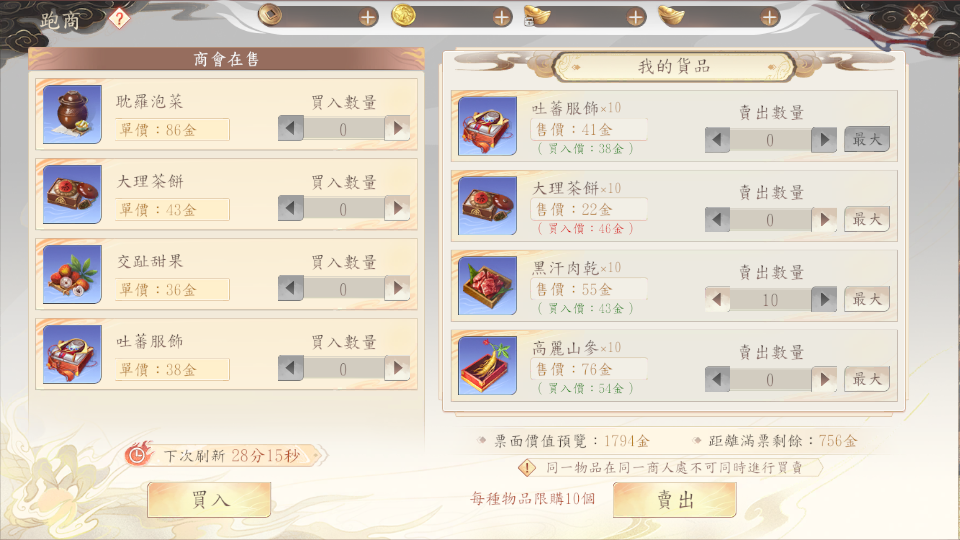 跑商
?
商會在售
耽羅泡菜
買入數量
單價：86金
0
大理茶餅
買入數量
單價：43金
0
交趾甜果
買入數量
單價：36金
0
吐蕃服飾
買入數量
單價：38金
0
下次刷新 28分15秒
買入
我的貨品
吐蕃服飾×10
賣出數量
售價：41金
0
最大
（買入價：38金）
大理茶餅×10
賣出數量
售價：22金
0
最大
（買入價：46金）
黑汗肉乾×10
賣出數量
售價：55金
10
最大
（買入價：43金）
高麗山參×10
賣出數量
售價：76金
0
最大
（買入價：54金）
票面價值預覽：1794金
距離滿票剩餘：756金
同一物品在同一商人處不可同時進行買賣
每種物品限購10個
賣出